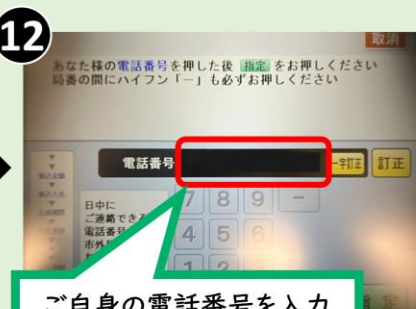 12
取消
あなた様の電話番号を押した後 指定 をお押しください
局番の間にハイフン「－」も必ずお押しください
電話番号
一字訂正
訂正
日中に
ご連絡できる
電話番号
7 8 9 －
4 5 6
1 2
ご自身の電話番号を入力